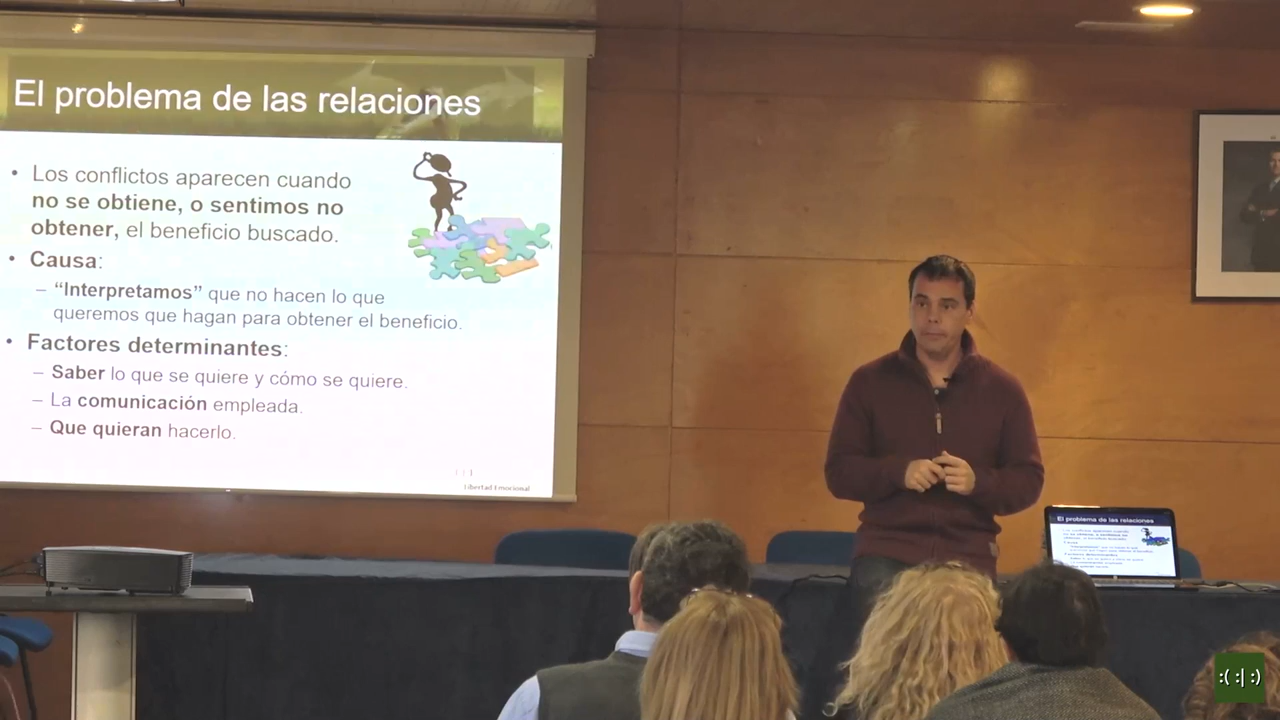 El problema de las relaciones
• Los conflictos aparecen cuando
no se obtiene, o sentimos no
obtener, el beneficio buscado.
• Causa:
– “Interpretamos” que no hacen lo que
queremos que hagan para obtener el beneficio.
• Factores determinantes:
– Saber lo que se quiere y cómo se quiere.
– La comunicación empleada.
– Que quieran hacerlo.
Libertad Emocional
El problema de las relaciones
:( :| :)